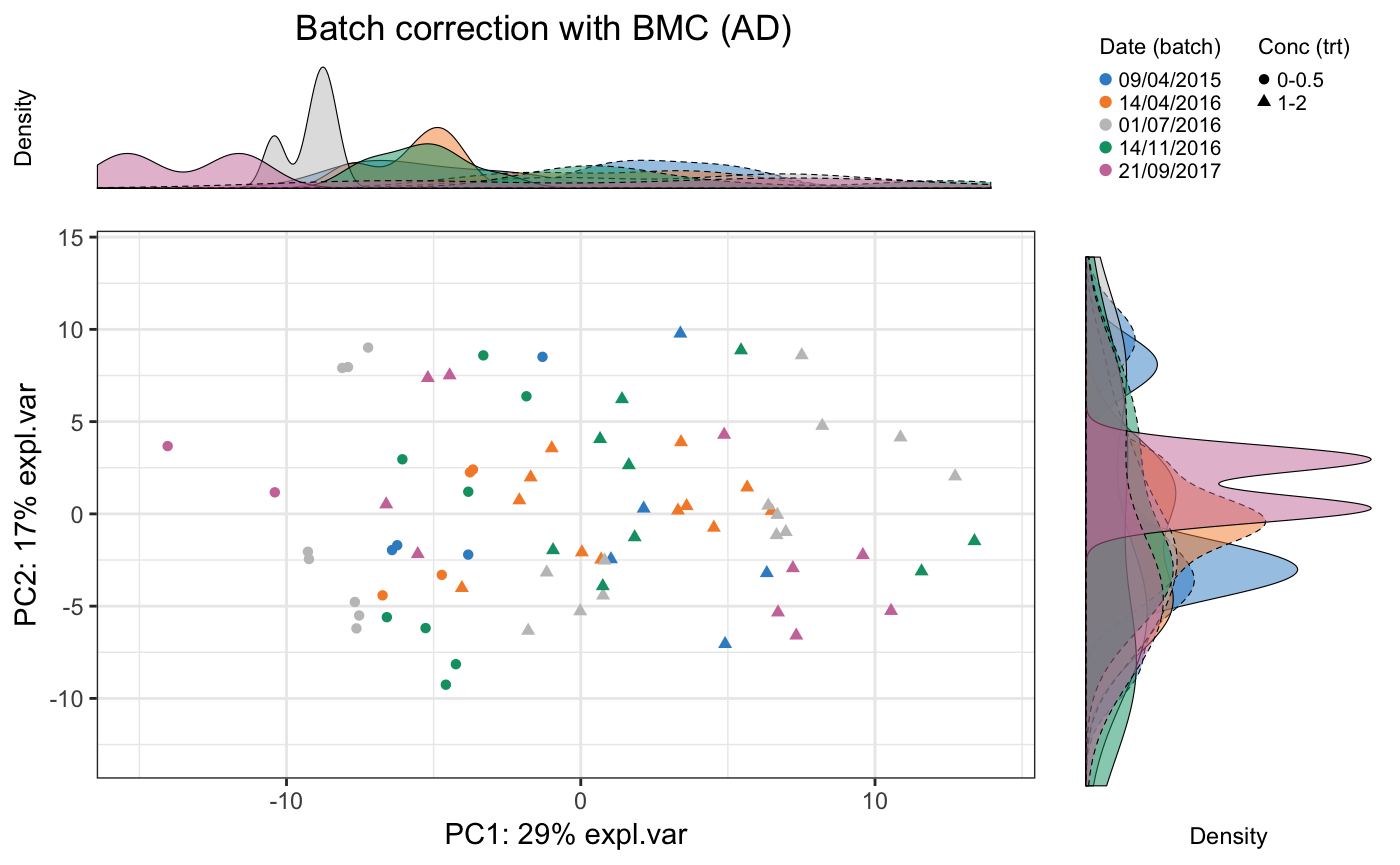 Batch correction with BMC (AD)
Density
Date (batch)
09/04/2015
14/04/2016
01/07/2016
14/11/2016
21/09/2017
Conc (trt)
0-0.5
1-2
15
10
5
0
-5
-10
PC2: 17% expl.var
-10
0
10
PC1: 29% expl.var
Density